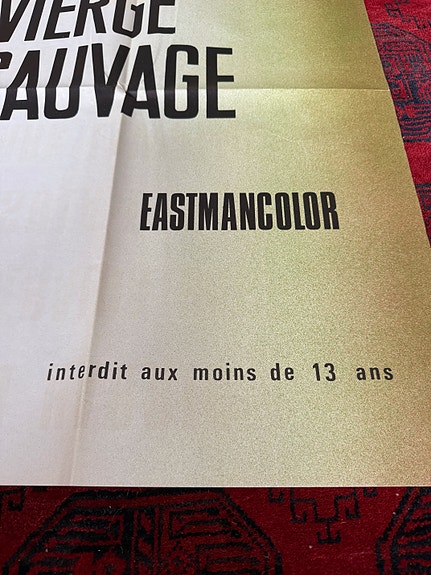 VIERGE
SAUVAGE
EASTMANCOLOR
interdit aux moins de 13 ans